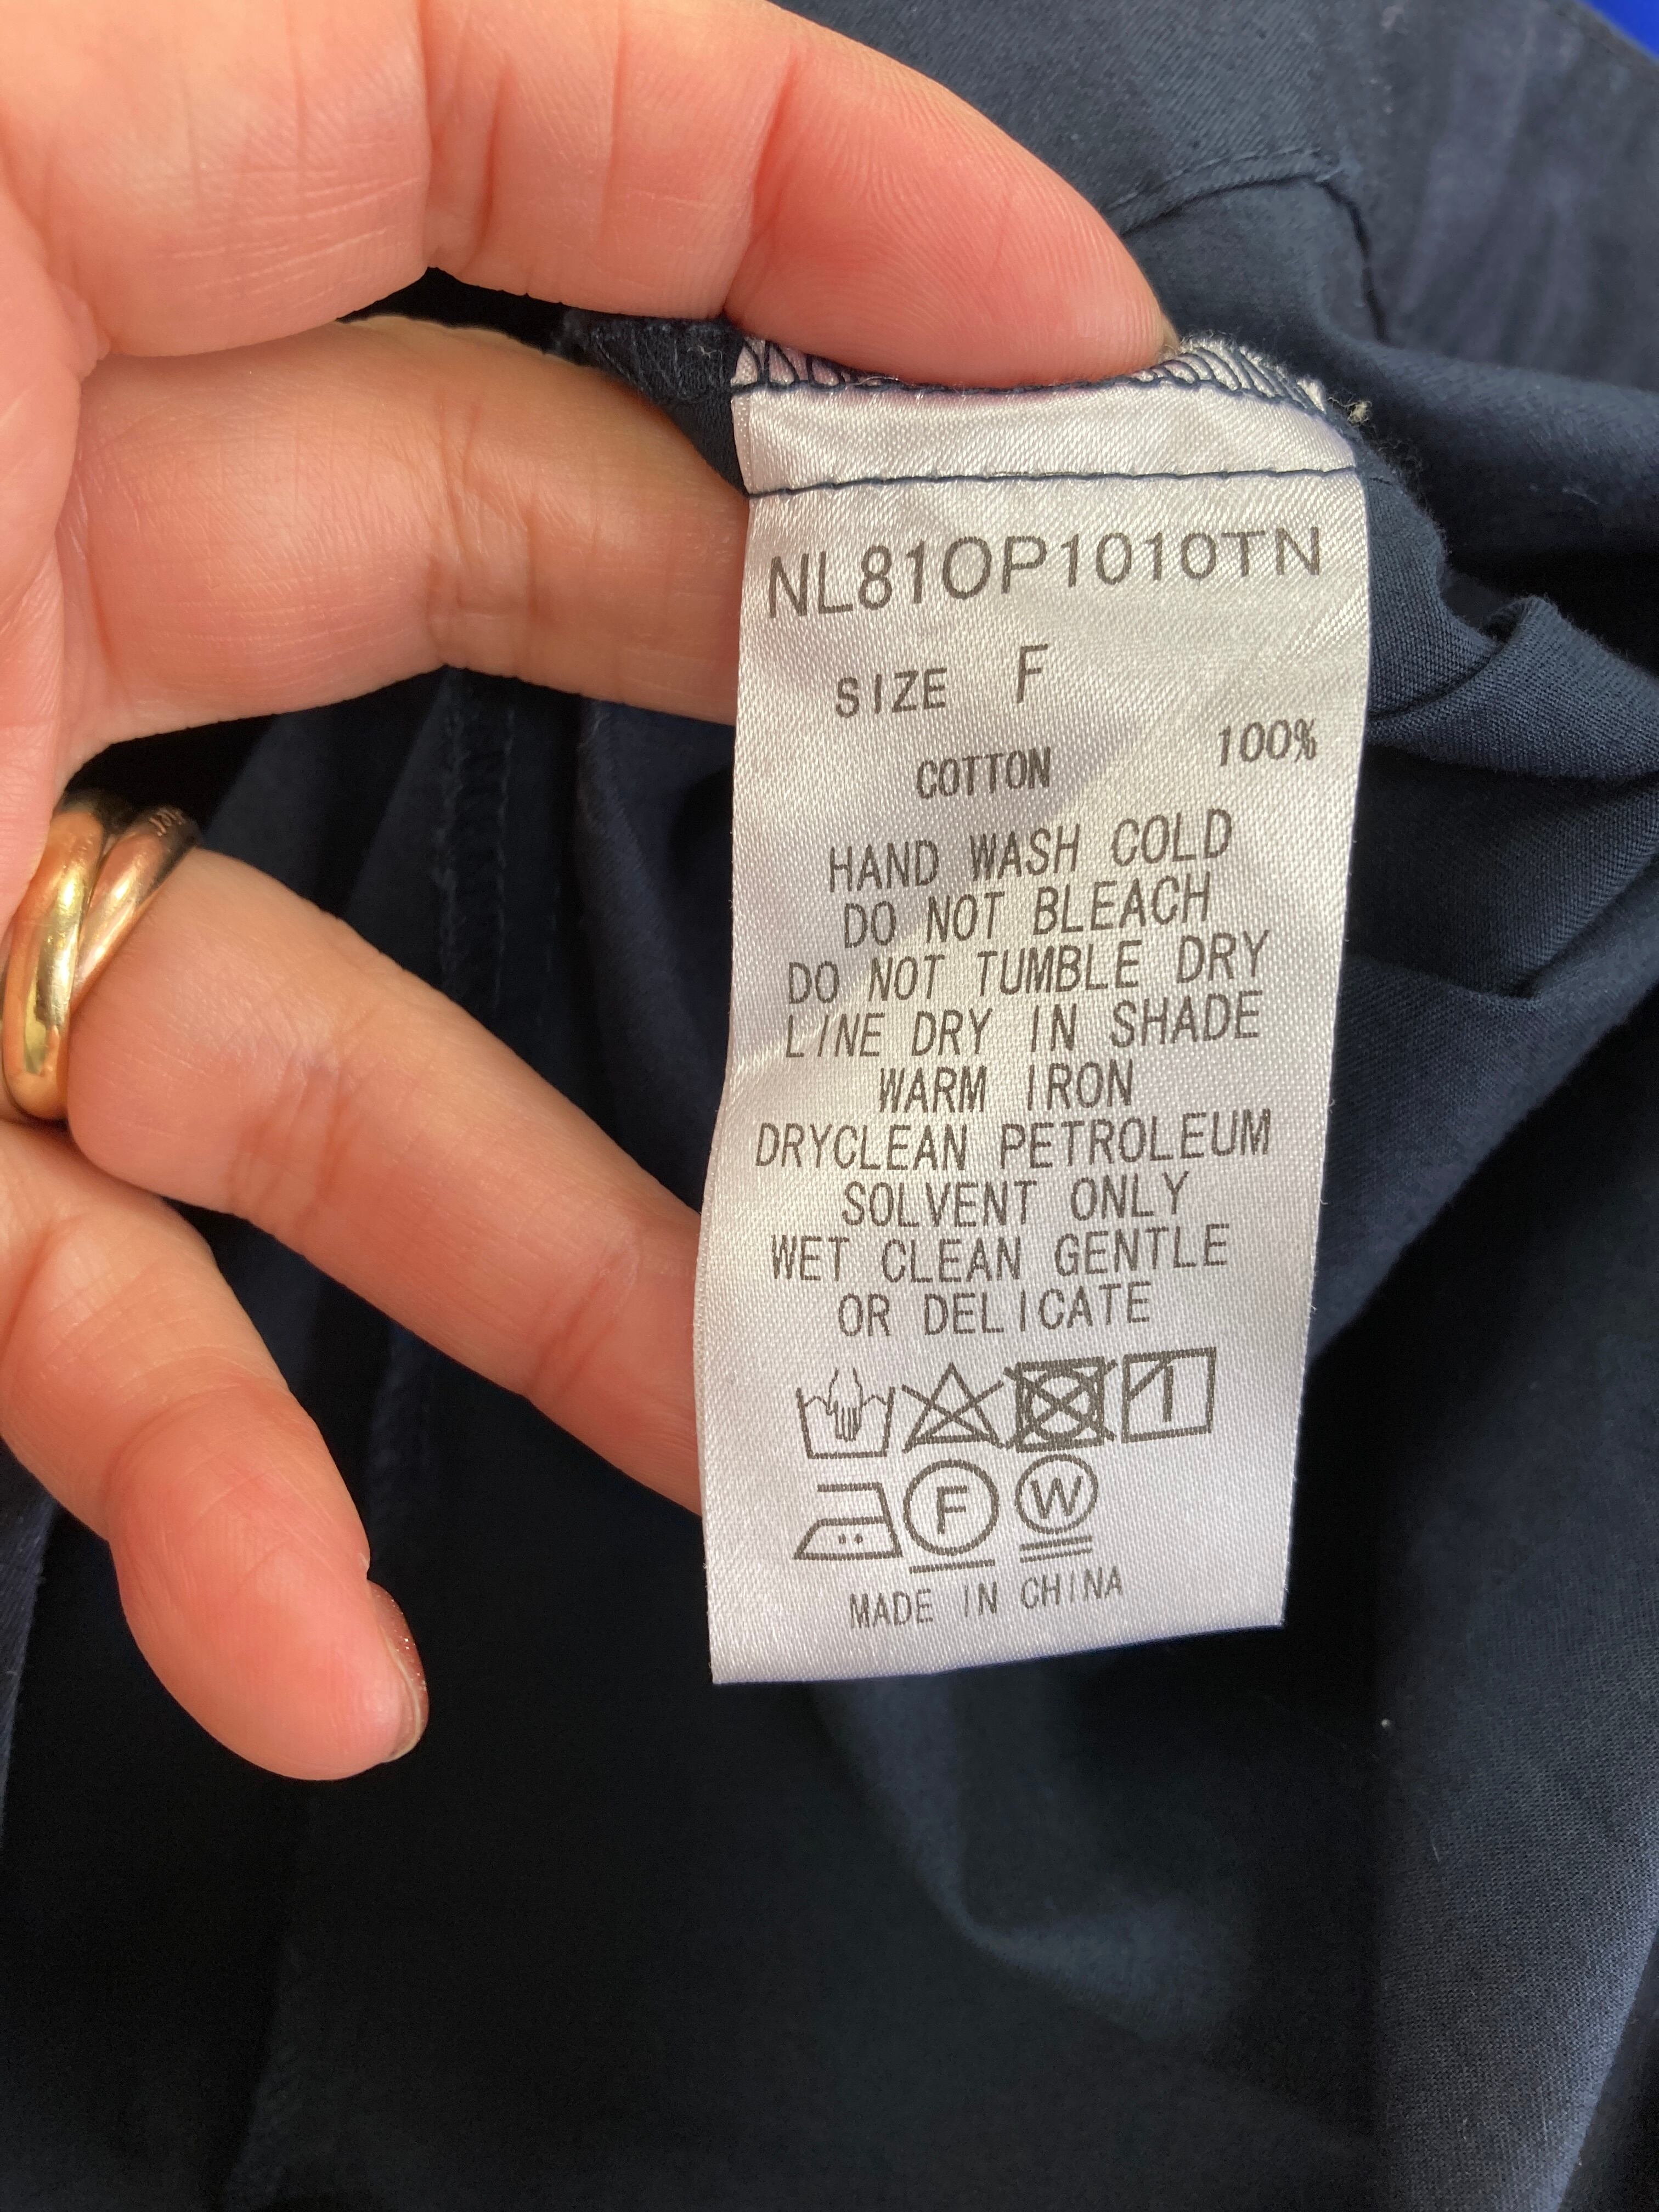 NL81OP1010TN
SIZE F
COTTON 100%
HAND WASH COLD
DO NOT BLEACH
DO NOT TUMBLE DRY
LINE DRY IN SHADE
WARM IRON
DRYCLEAN PETROLEUM
SOLVENT ONLY
WET CLEAN GENTLE
OR DELICATE
F W
MADE IN CHINA